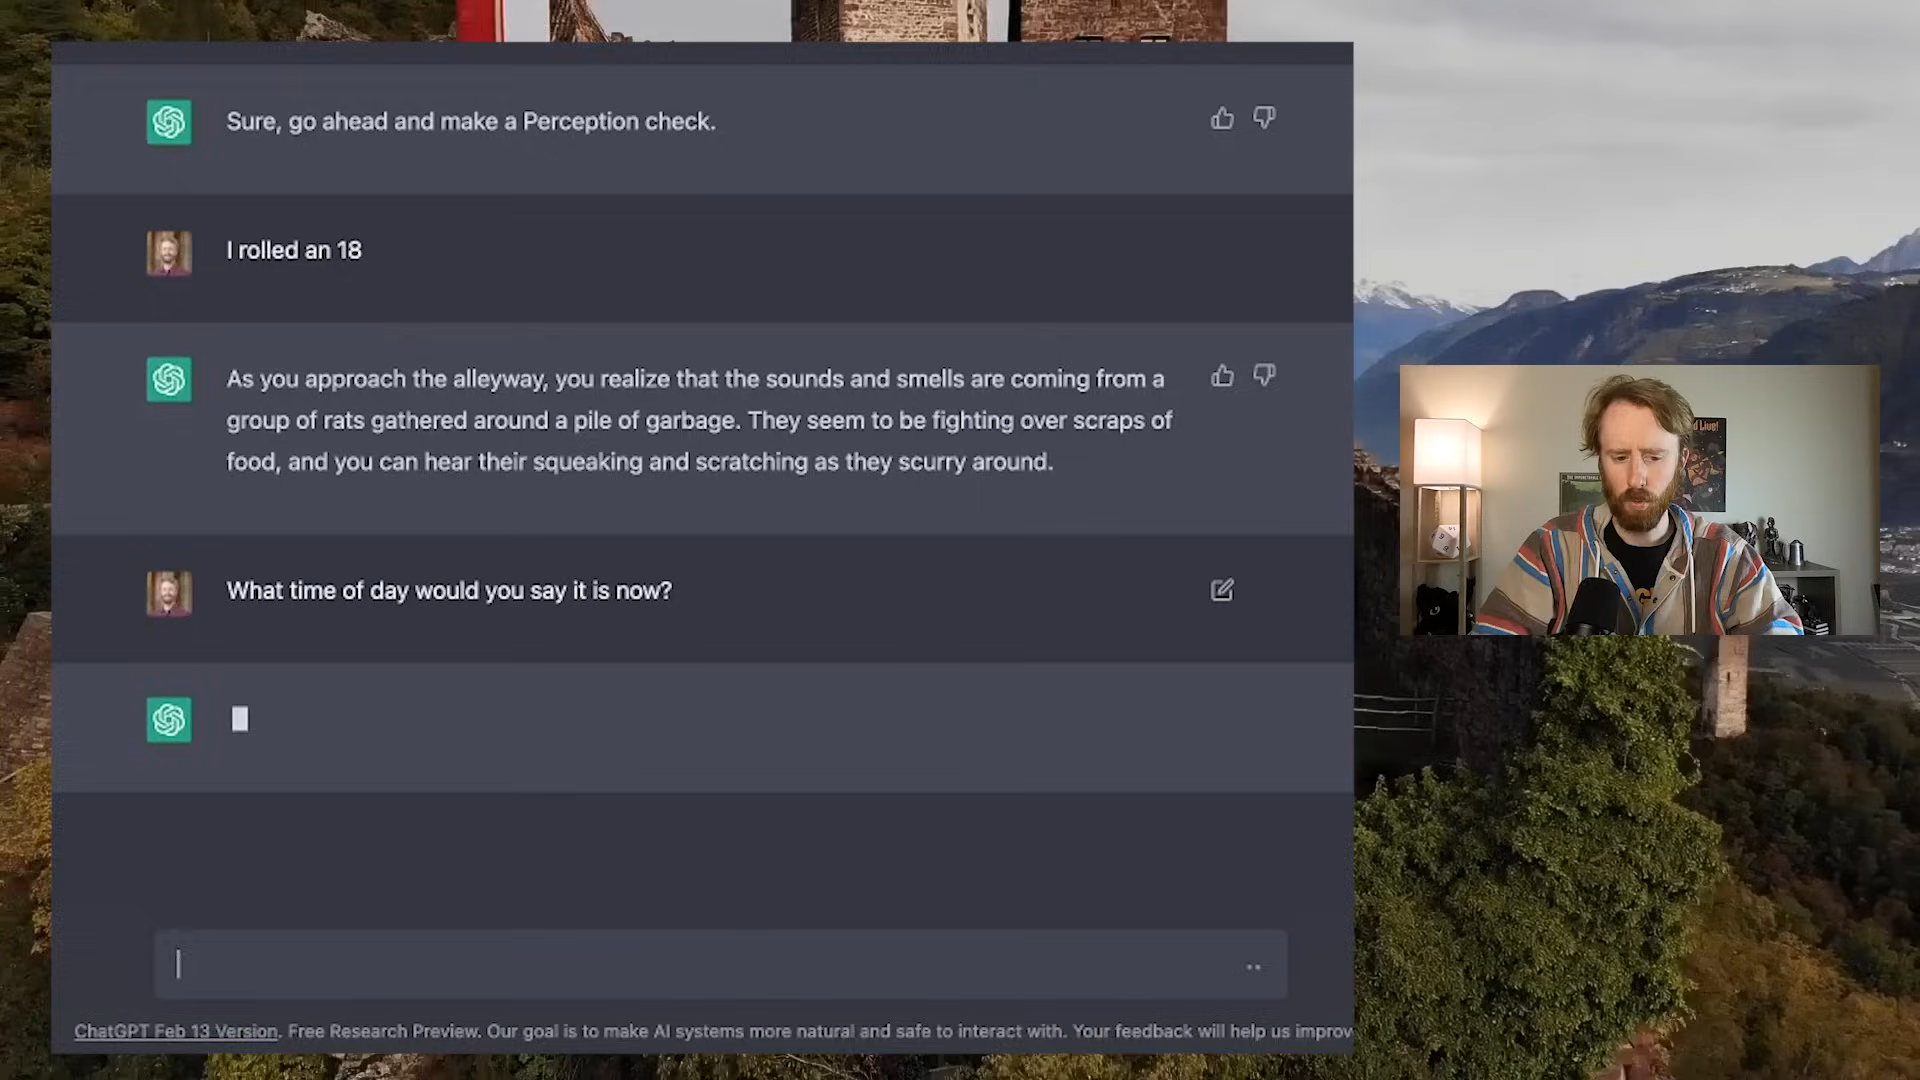 Sure, go ahead and make a Perception check.
I rolled an 18
As you approach the alleyway, you realize that the sounds and smells are coming from a
group of rats gathered around a pile of garbage. They seem to be fighting over scraps of
food, and you can hear their squeaking and scratching as they scurry around.
What time of day would you say it is now?
ChatGPT Feb 13 Version. Free Research Preview. Our goal is to make AI systems more natural and safe to interact with. Your feedback will help us improv